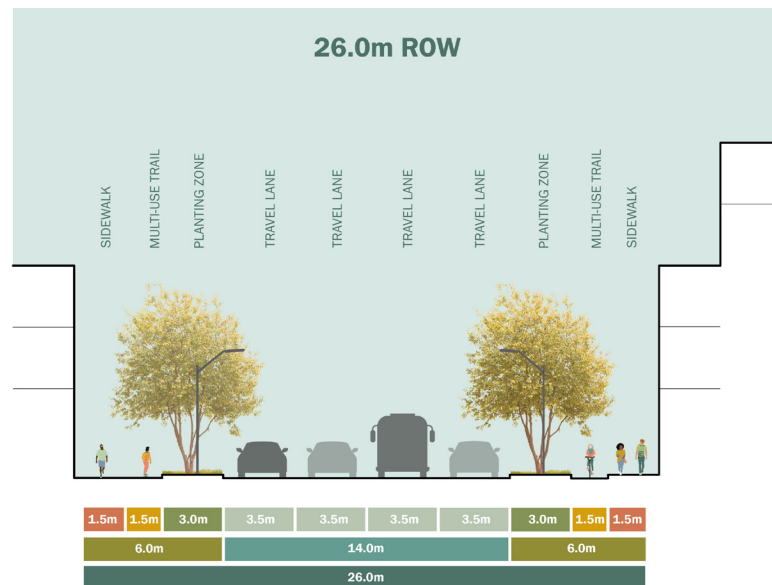 26.0m ROW
SIDEWALK
MULTI-USE TRAIL
PLANTING ZONE
TRAVEL LANE
TRAVEL LANE
TRAVEL LANE
TRAVEL LANE
PLANTING ZONE
MULTI-USE TRAIL
SIDEWALK
1.5m 1.5m 3.0m 3.5m 3.5m 3.5m 3.5m 3.0m 1.5m 1.5m
6.0m 14.0m 6.0m
26.0m